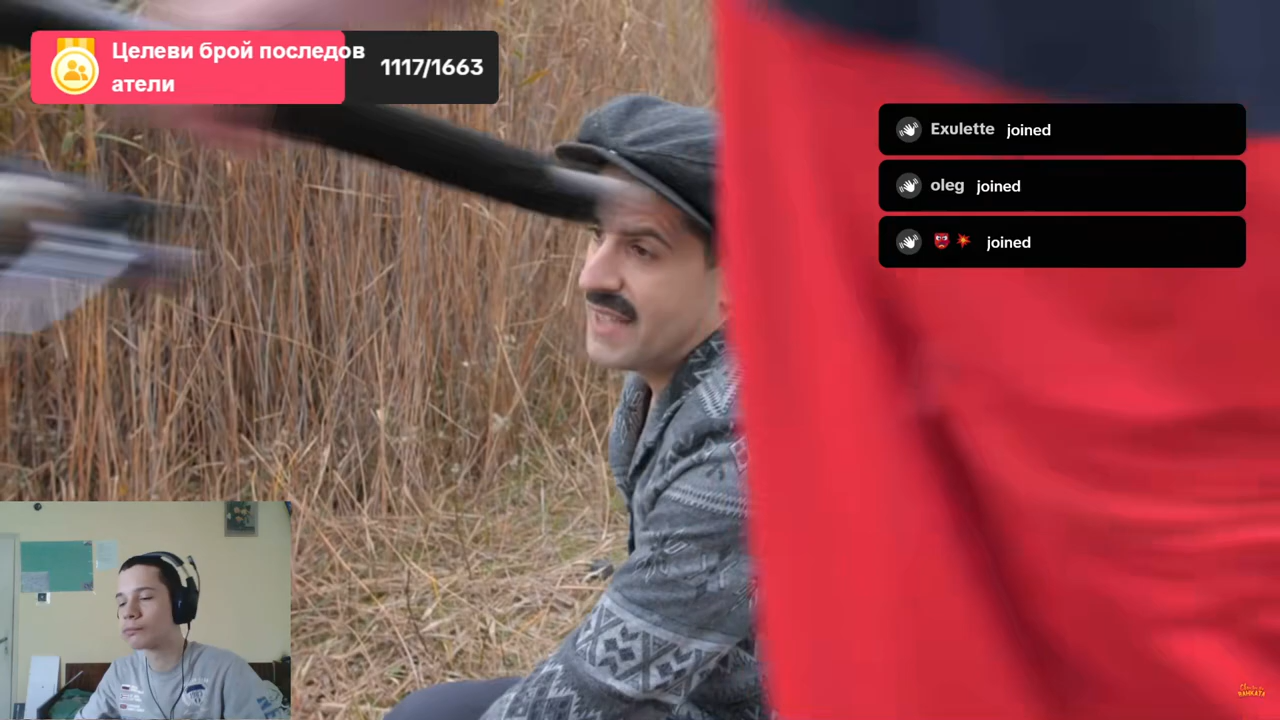 Целеви брой последов
атели
1117/1663
Exulette joined
oleg joined
joined